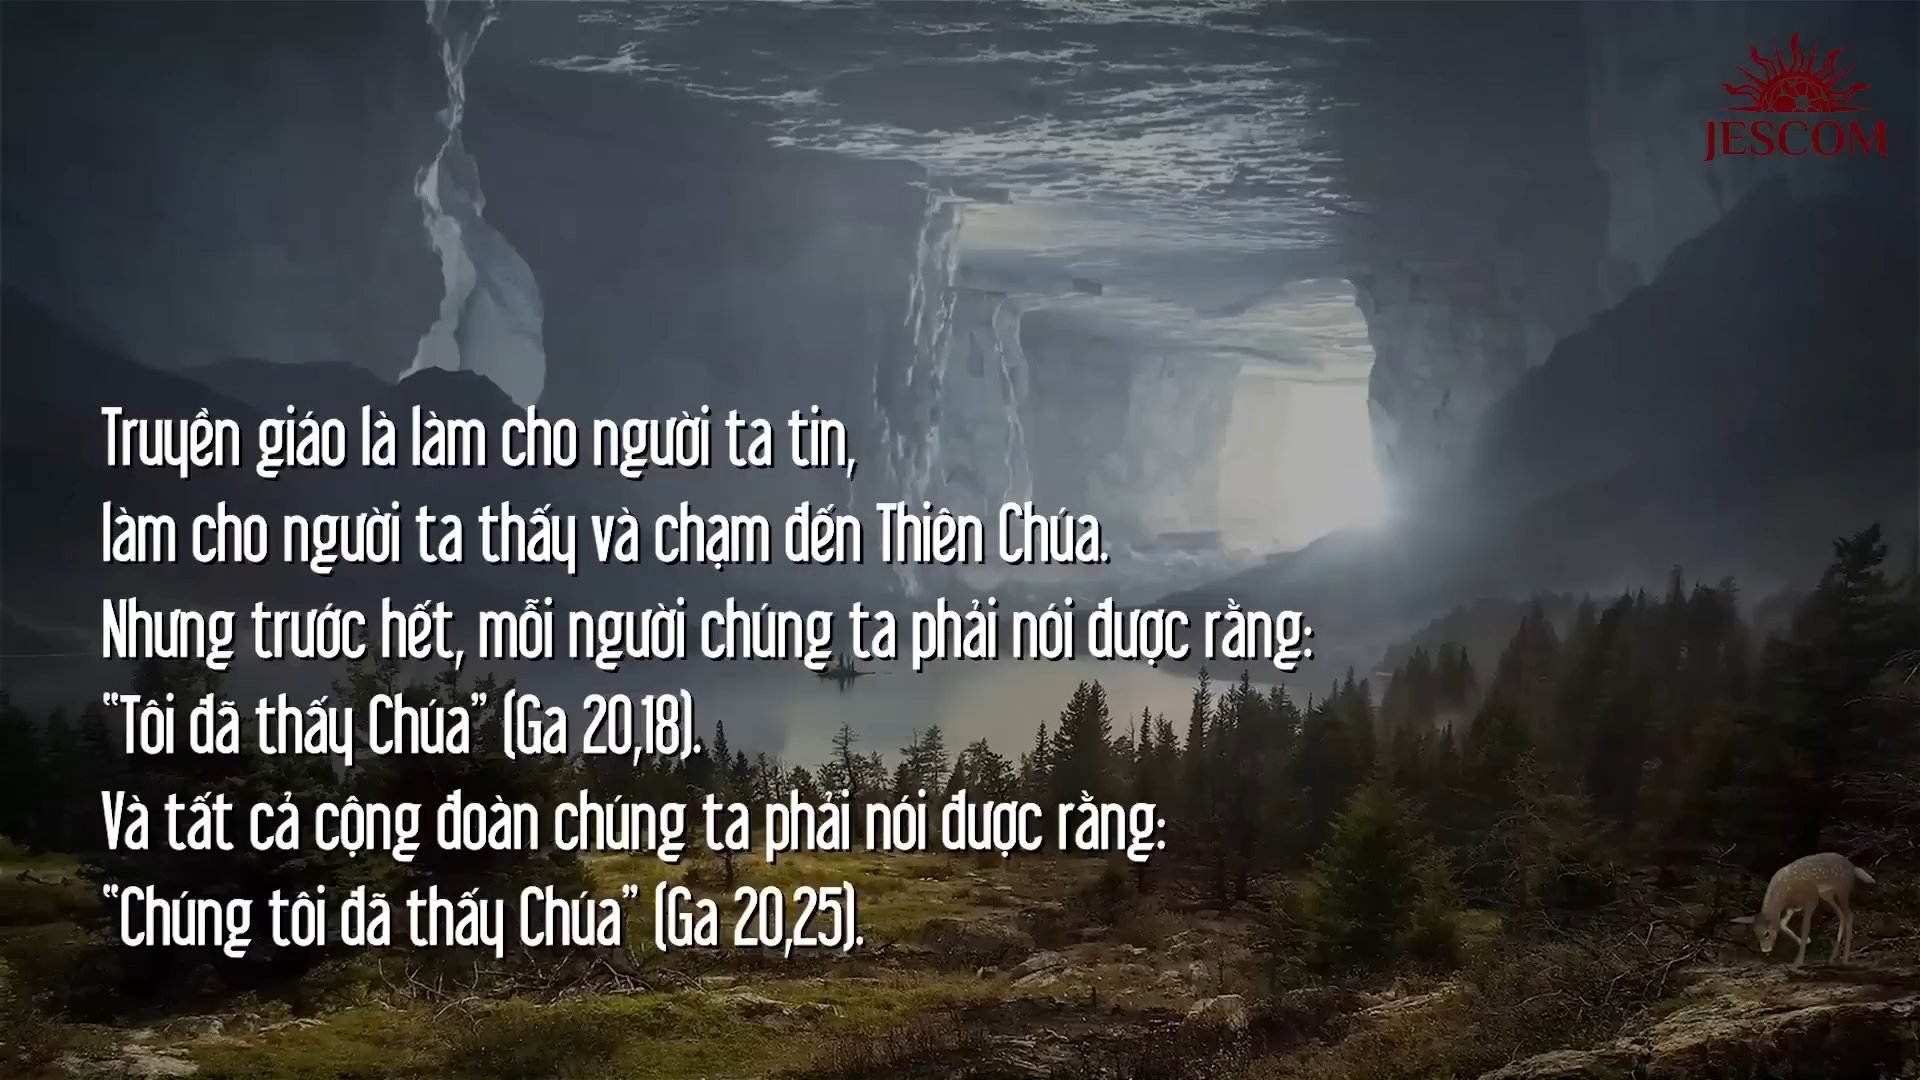 JESCOM
Truyền giáo là làm cho người ta tin,
làm cho người ta thấy và chạm đến Thiên Chúa.
Nhưng trước hết, mỗi người chúng ta phải nói được rằng:
“Tôi đã thấy Chúa” (Ga 20,18).
Và tất cả cộng đoàn chúng ta phải nói được rằng:
“Chúng tôi đã thấy Chúa” (Ga 20,25).